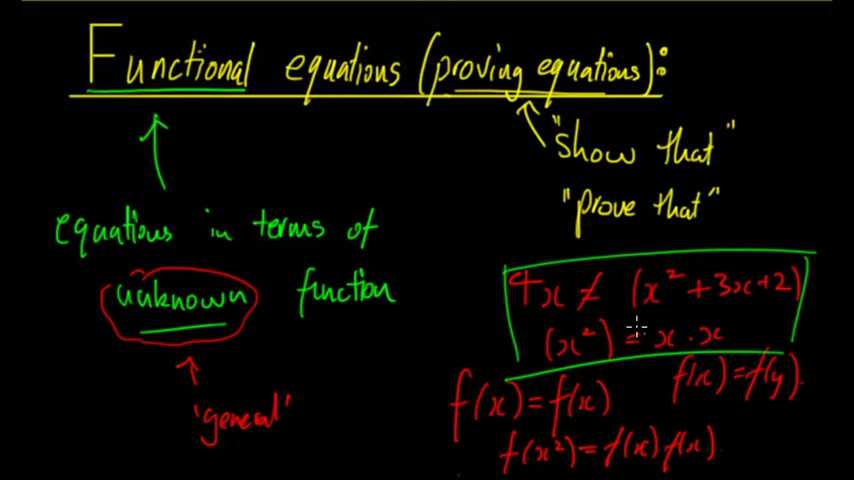 Functional equations (proving equations):
"show that"
"prove that"
equations in terms of
unknown function
'general'
4x ≠ (x² + 3x + 2)
(x²) = x . x
f(x) = f(x) f(x) = f(y).
f(x²) = f(x) f(x)